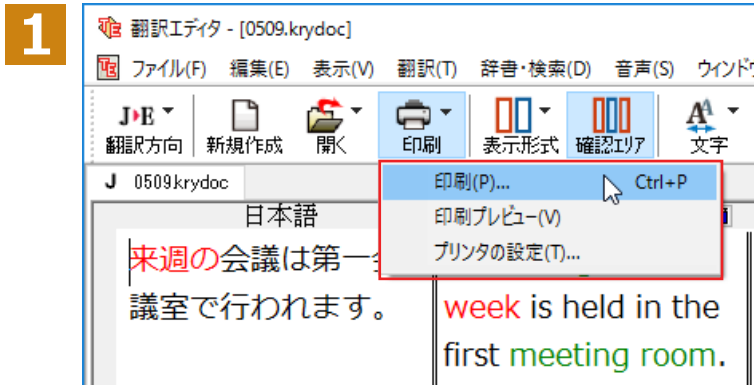 1
翻訳エディタ - [0509.krydoc]
ファイル(F) 編集(E) 表示(V) 翻訳(T) 辞書・検索(D) 音声(S) ウィンドウ
J▶E 翻訳方向 新規作成 開く 印刷 表示形式 確認エリア 文字
J 0509.krydoc
印刷(P)... Ctrl+P
印刷プレビュー(V)
プリンタの設定(T)...
日本語
来週の会議は第一会
議室で行われます。
week is held in the
first meeting room.